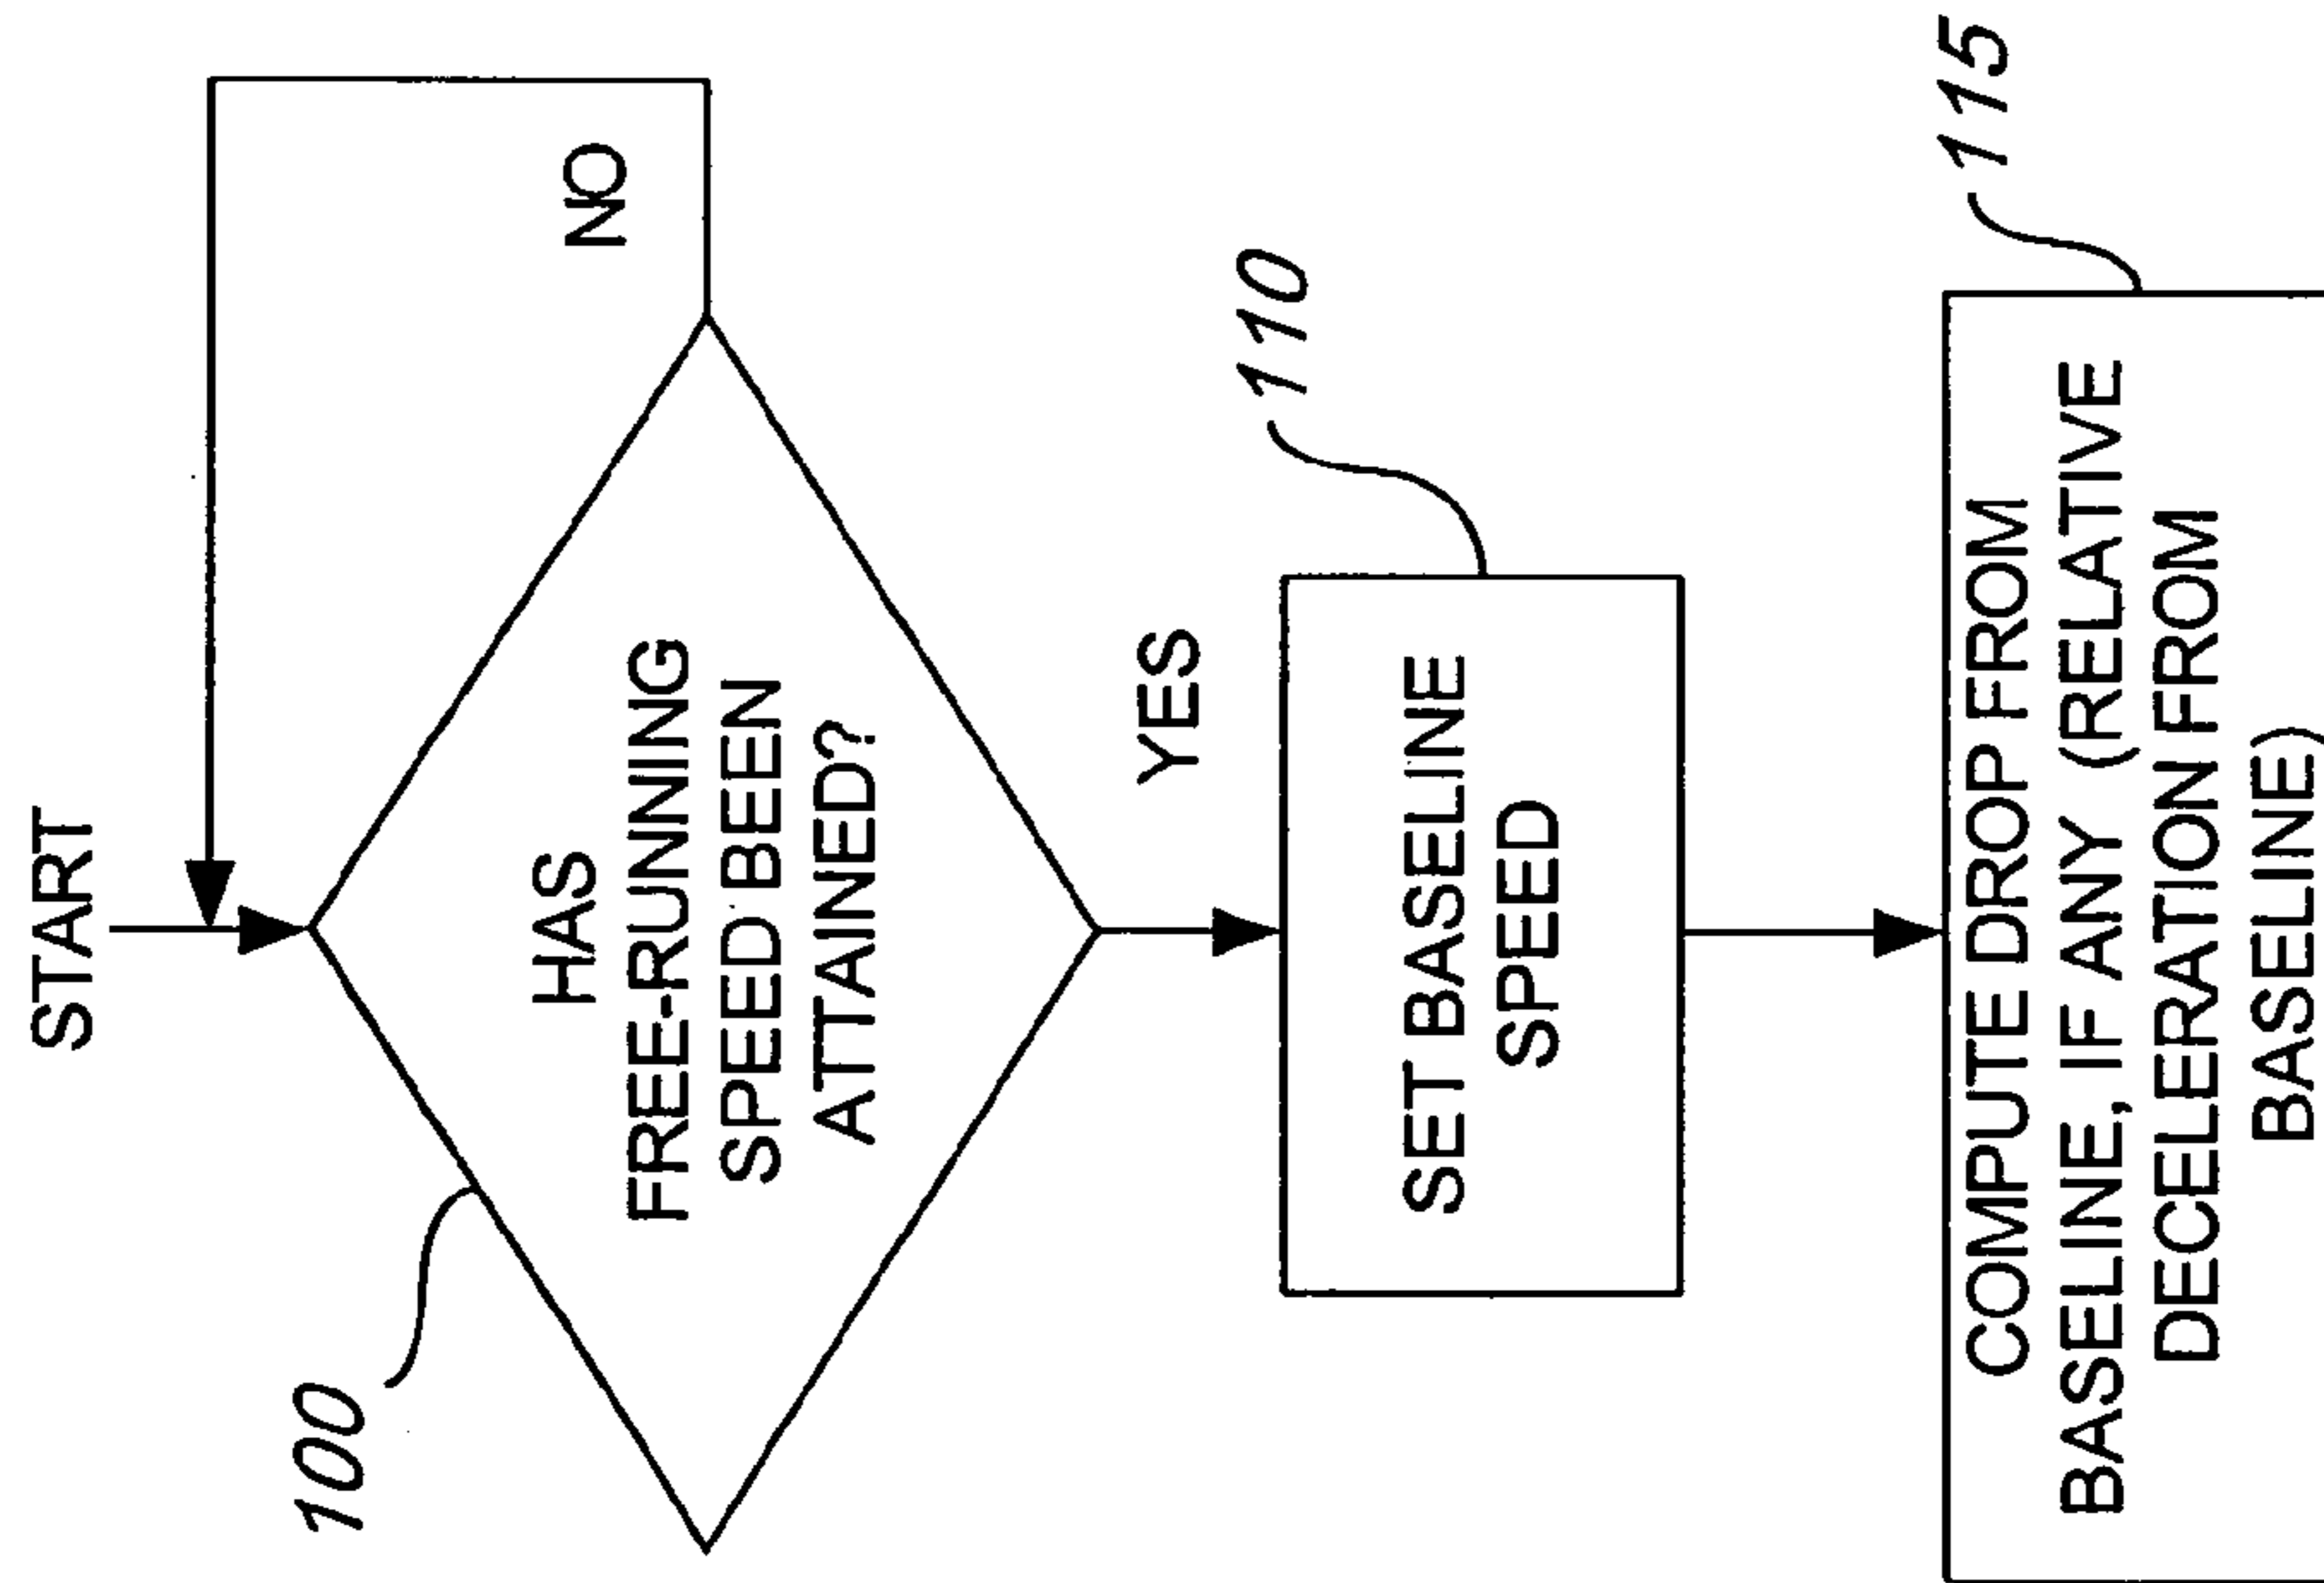 START
NO
100
HAS
FREE-RUNNING
SPEED BEEN
ATTAINED?
YES
110
SET BASELINE
SPEED
115
COMPUTE DROP FROM
BASELINE, IF ANY (RELATIVE
DECELERATION FROM
BASELINE)